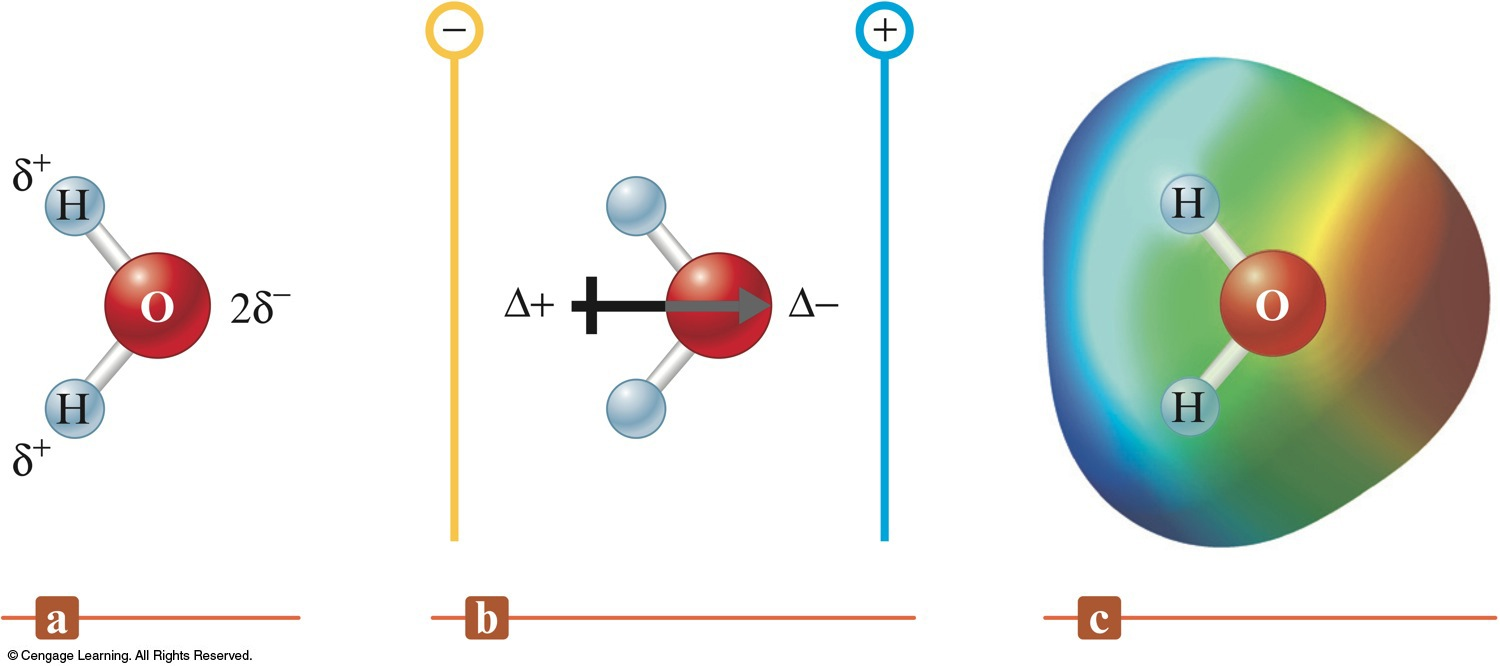 δ+
H
O
2δ−
H
δ+
a
−
+
Δ+
Δ−
b
H
O
H
c
© Cengage Learning. All Rights Reserved.